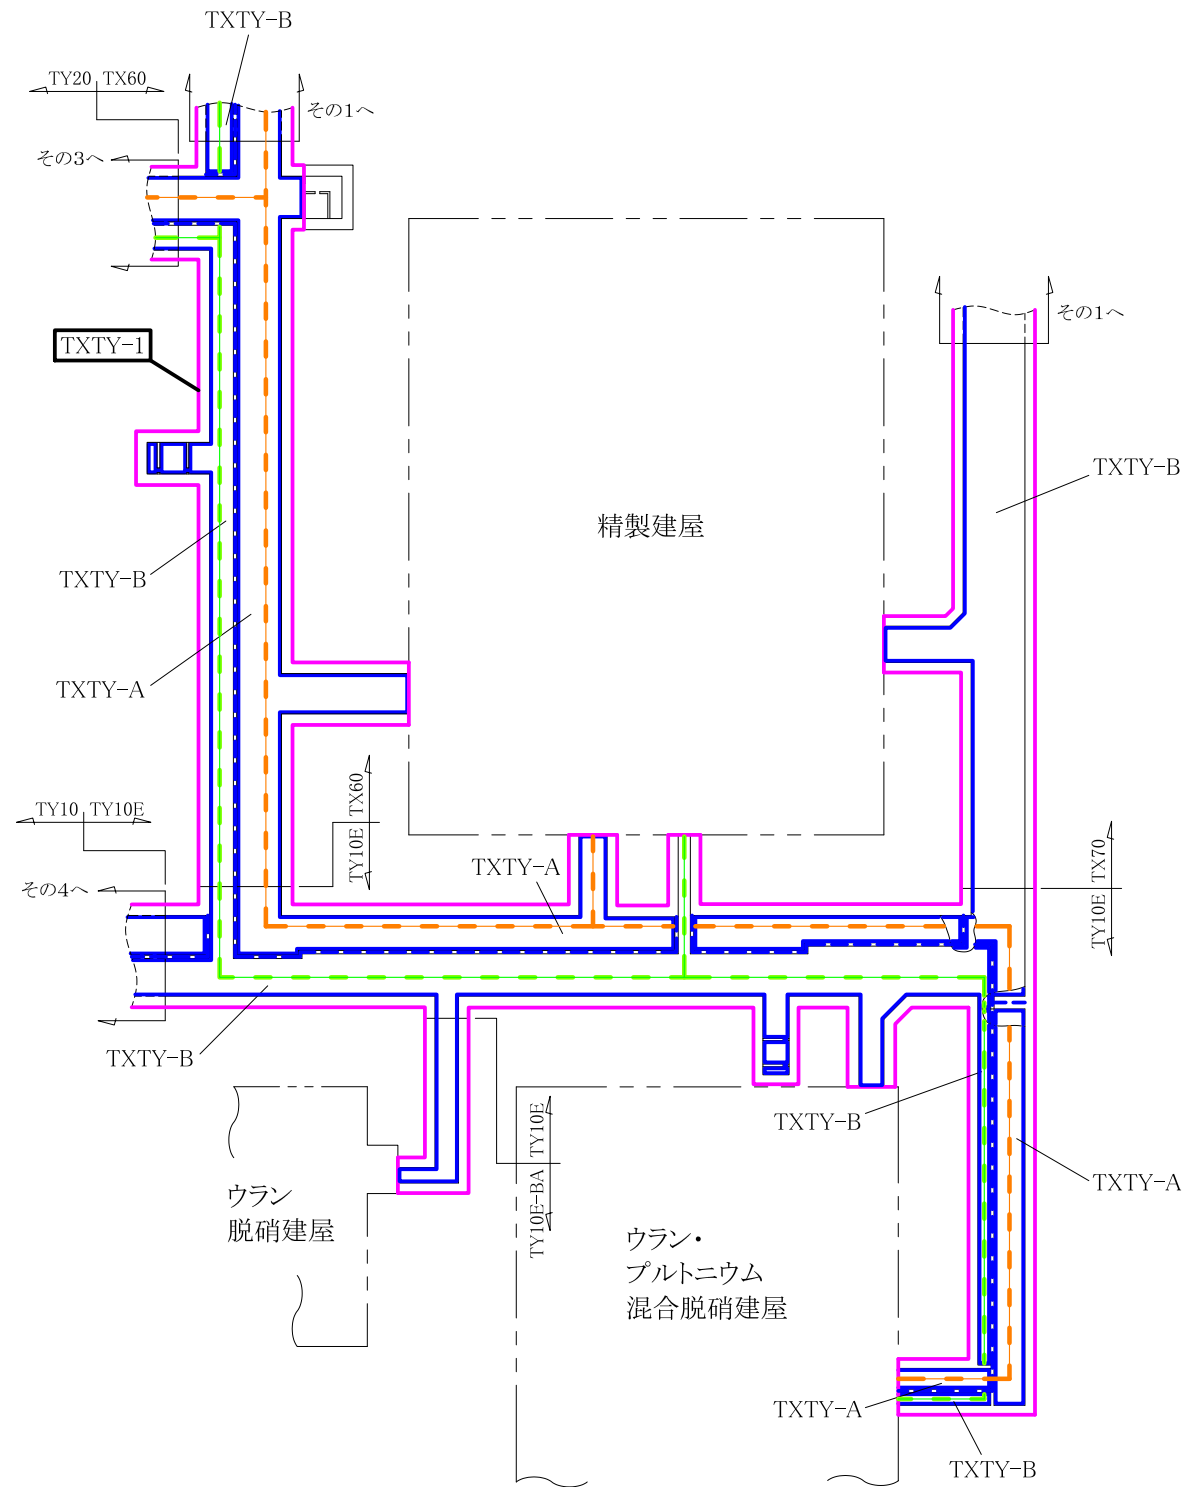 TXTY-B
TY20 TX60
その1へ
その3へ
その1へ
TXTY-1
TXTY-B
精製建屋
TXTY-B
TXTY-A
TY10E TX60
TY10 TY10E
TXTY-A
TY10E TX70
その4へ
TXTY-B
TXTY-B
TY10E-BA TY10E
TXTY-A
ウラン
脱硝建屋
ウラン・
プルトニウム
混合脱硝建屋
TXTY-A
TXTY-B